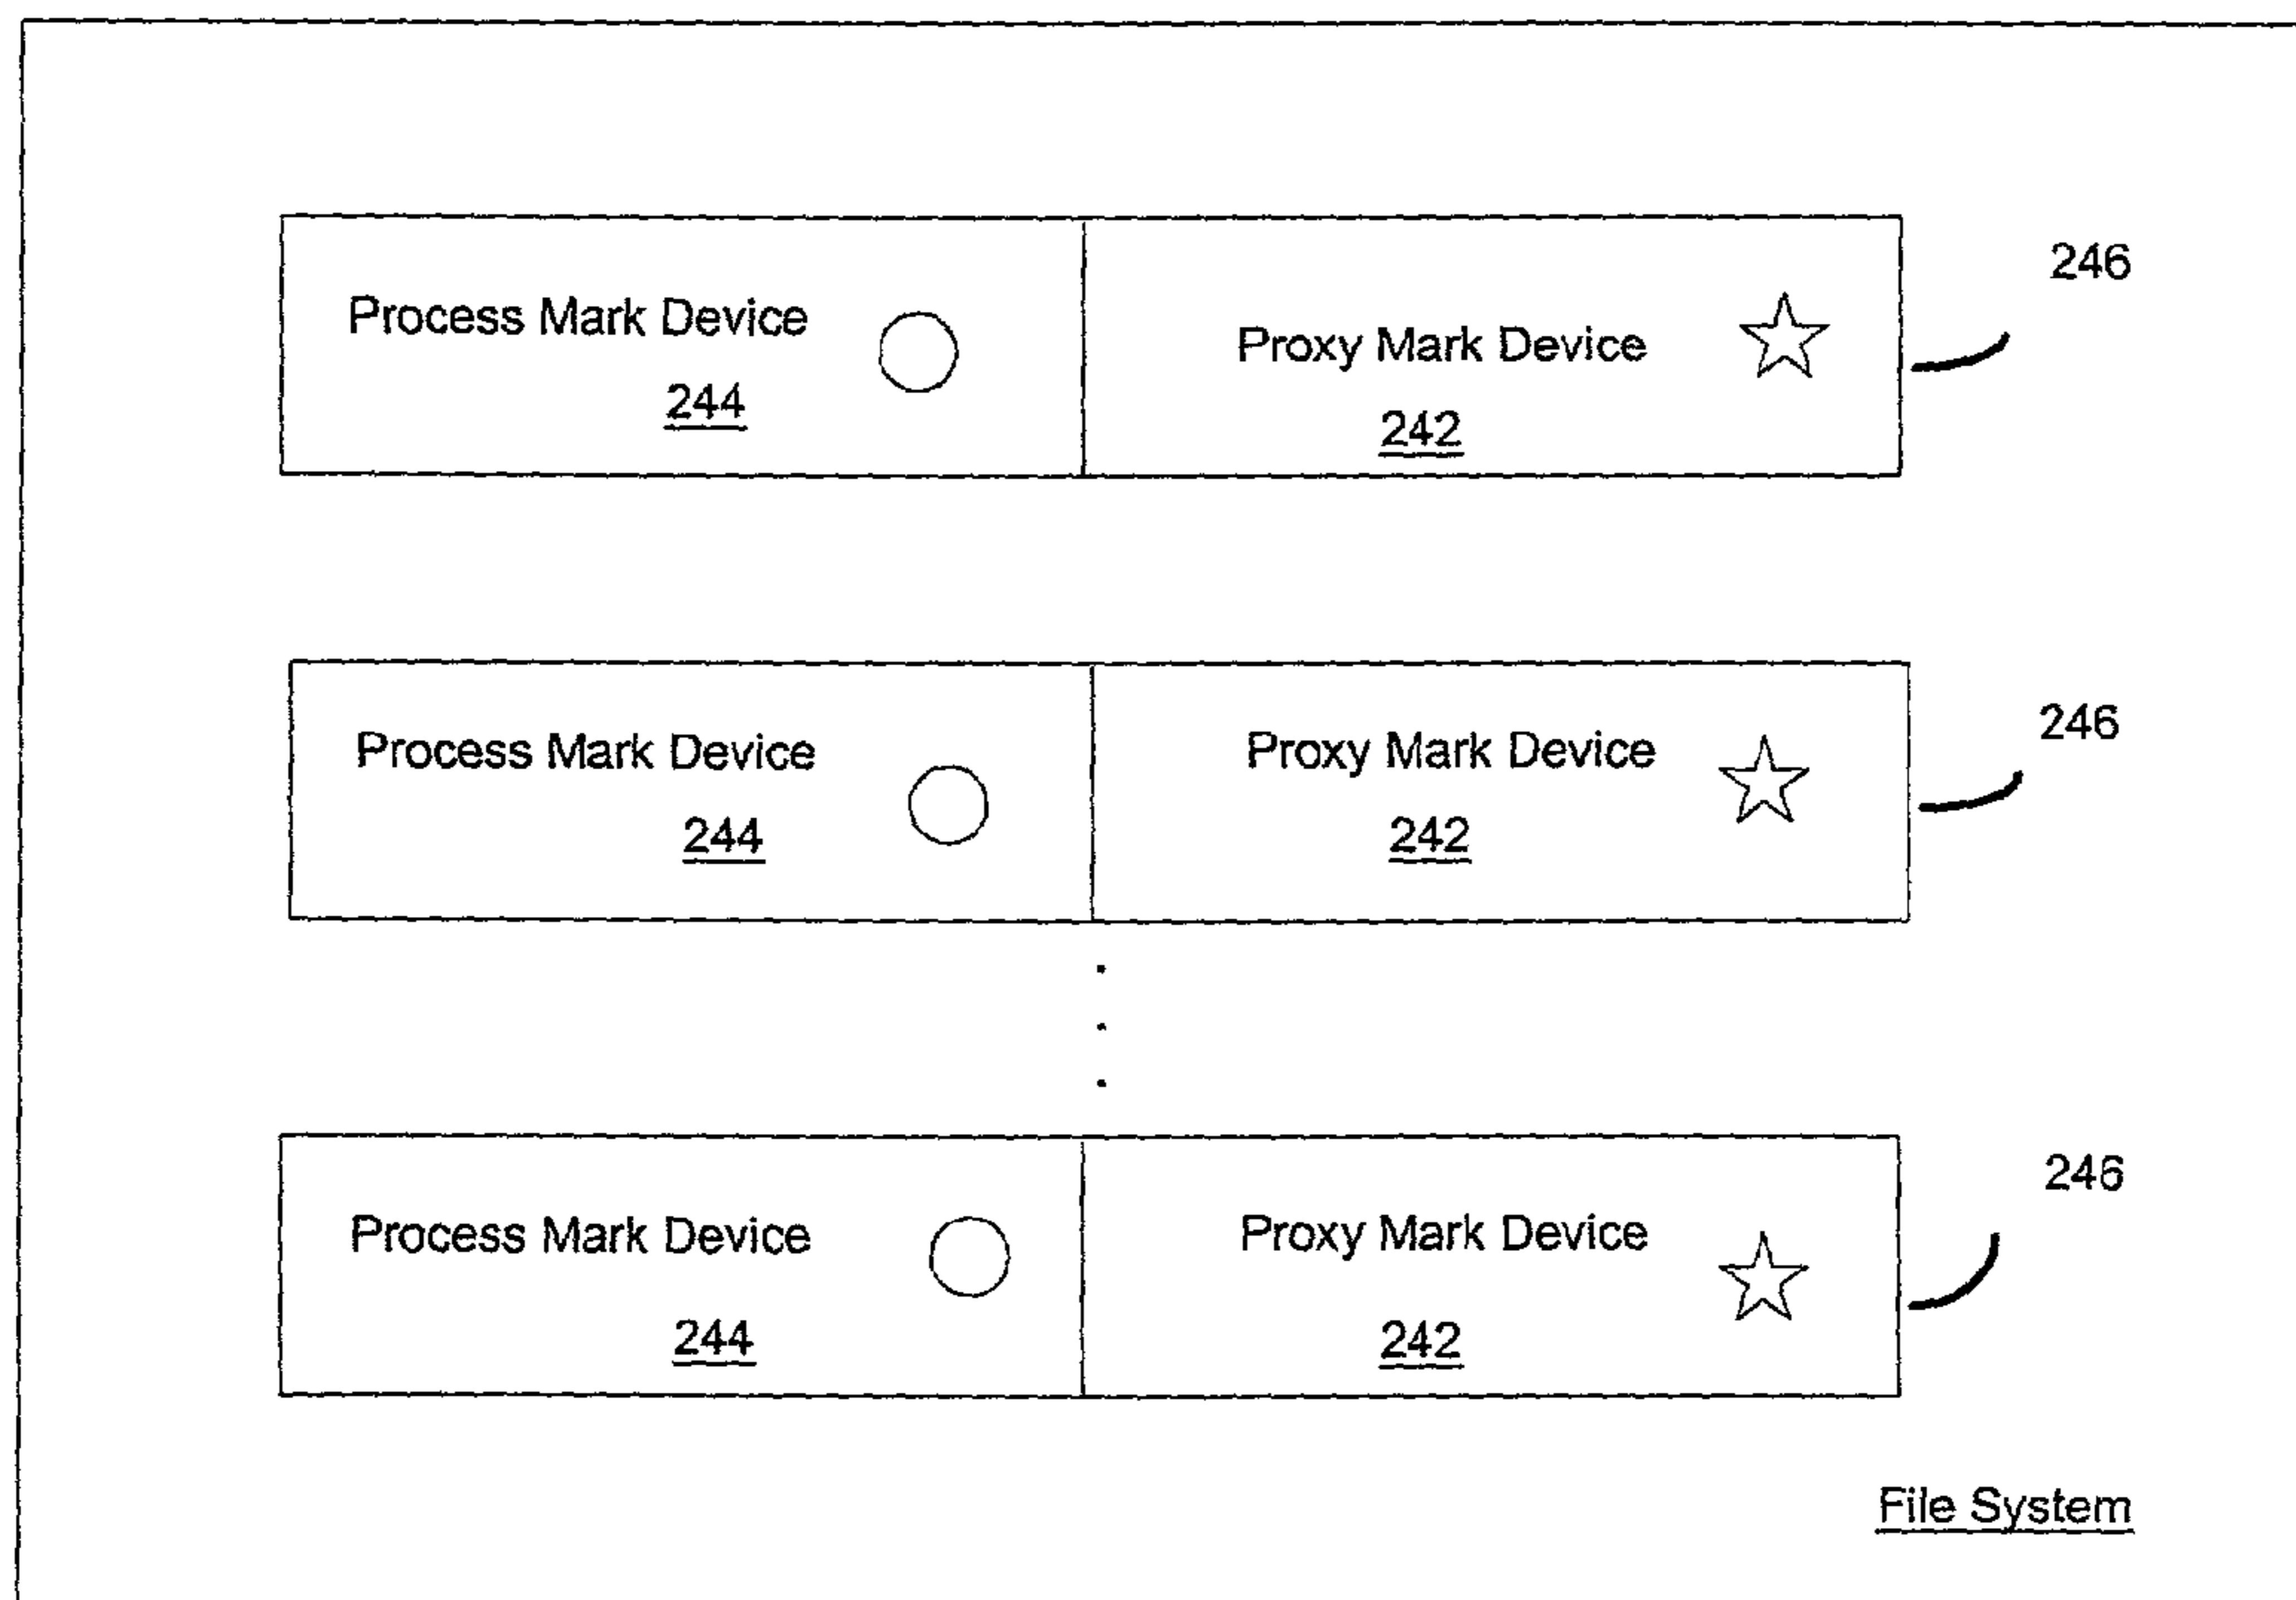 246
Process Mark Device
Proxy Mark Device
244
242
246
Process Mark Device
Proxy Mark Device
244
242
246
Process Mark Device
Proxy Mark Device
244
242
File System